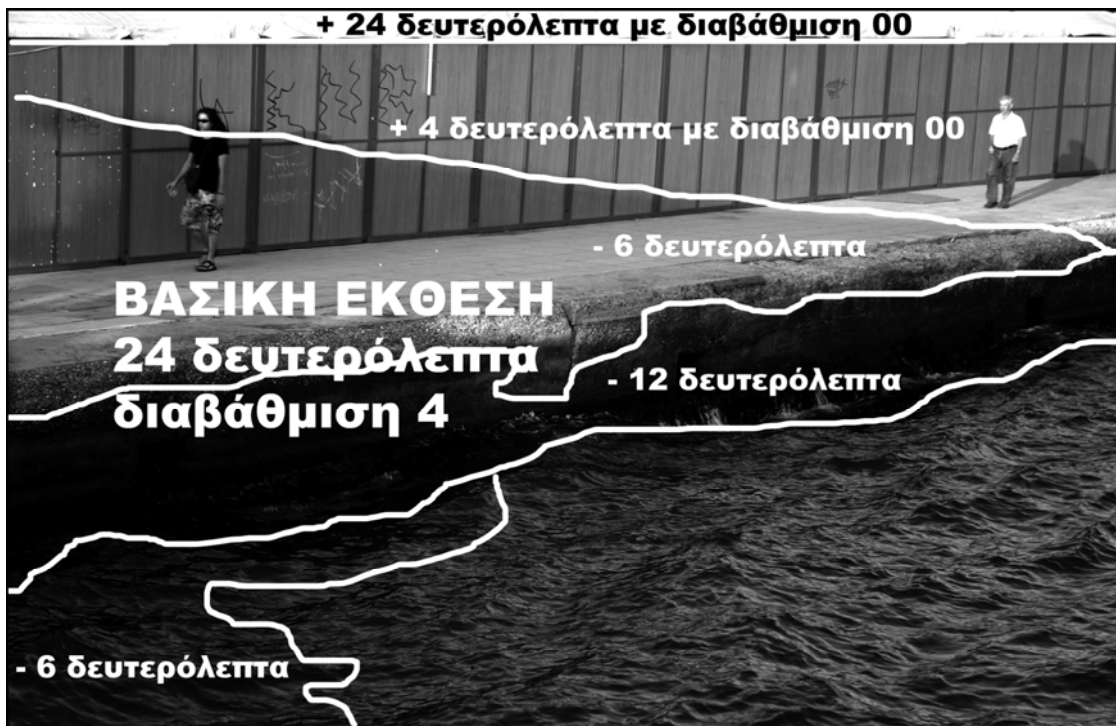 + 24 δευτερόλεπτα με διαβάθμιση 00
+ 4 δευτερόλεπτα με διαβάθμιση 00
- 6 δευτερόλεπτα
ΒΑΣΙΚΗ ΕΚΘΕΣΗ
24 δευτερόλεπτα
διαβάθμιση 4
- 12 δευτερόλεπτα
- 6 δευτερόλεπτα